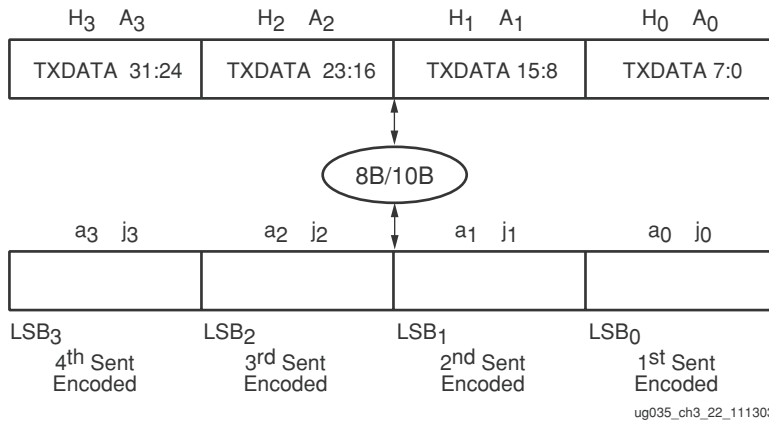 H3 A3 H2 A2 H1 A1 H0 A0
TXDATA 31:24 TXDATA 23:16 TXDATA 15:8 TXDATA 7:0
8B/10B
a3 j3 a2 j2 a1 j1 a0 j0
LSB3 LSB2 LSB1 LSB0
4th Sent 3rd Sent 2nd Sent 1st Sent
Encoded Encoded Encoded Encoded
ug035_ch3_22_111303